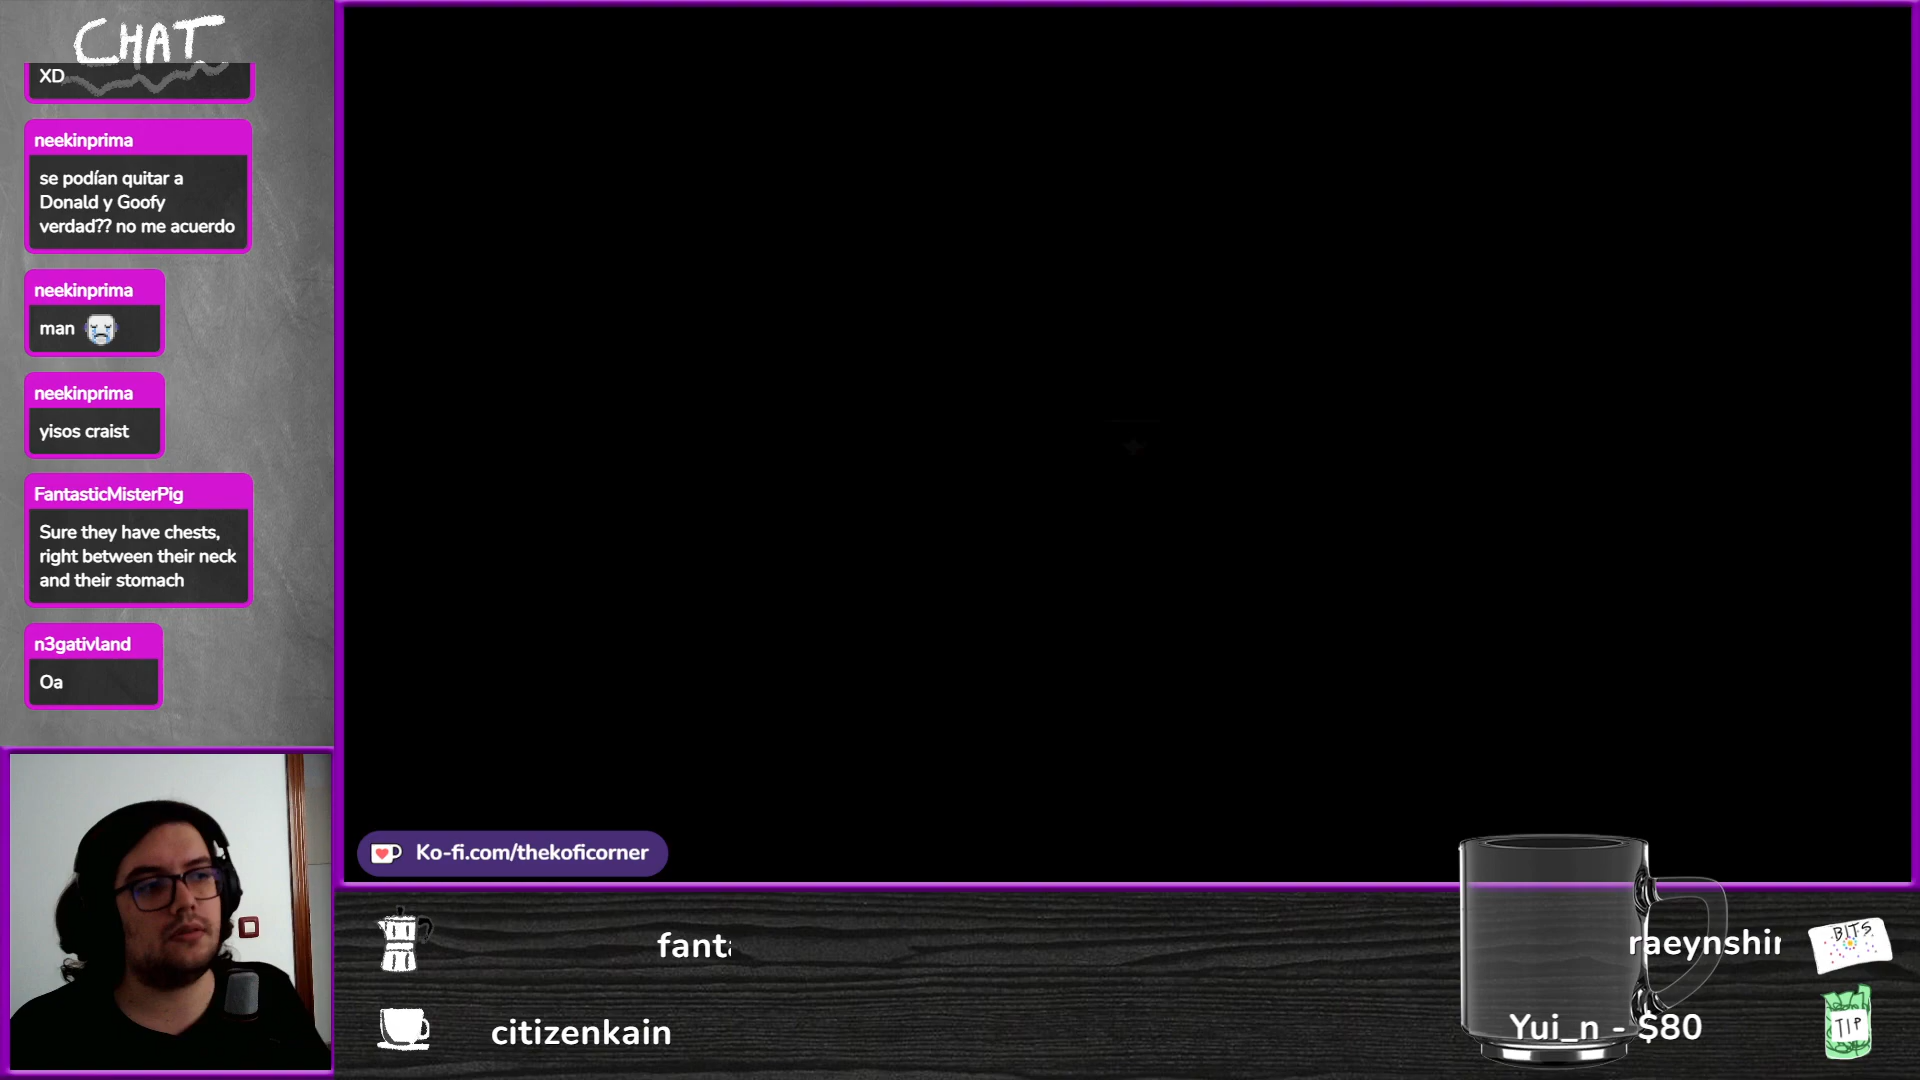 CHAT
XD
neekinprima
se podían quitar a
Donald y Goofy
verdad?? no me acuerdo
neekinprima
man
neekinprima
yisos craist
FantasticMisterPig
Sure they have chests,
right between their neck
and their stomach
n3gativland
Oa
Ko-fi.com/thekoficorner
fant
raeynshi
BITS
citizenkain
Yui_n - $80
TIP